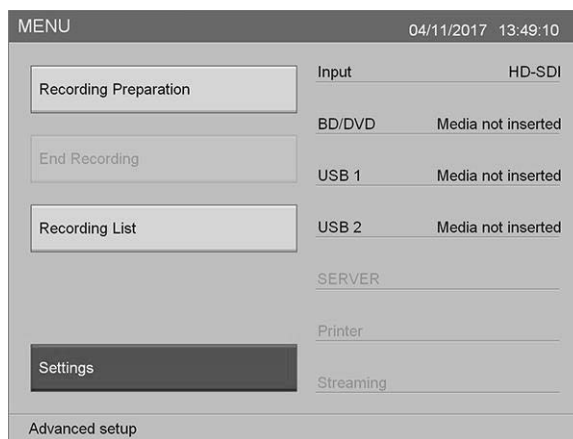 MENU 04/11/2017 13:49:10
Recording Preparation
End Recording
Recording List
Settings
Input HD-SDI
BD/DVD Media not inserted
USB 1 Media not inserted
USB 2 Media not inserted
SERVER
Printer
Streaming
Advanced setup